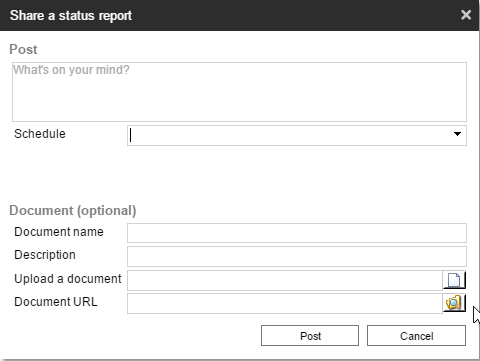 Share a status report
Post
What's on your mind?
Schedule
Document (optional)
Document name
Description
Upload a document
Document URL
Post Cancel